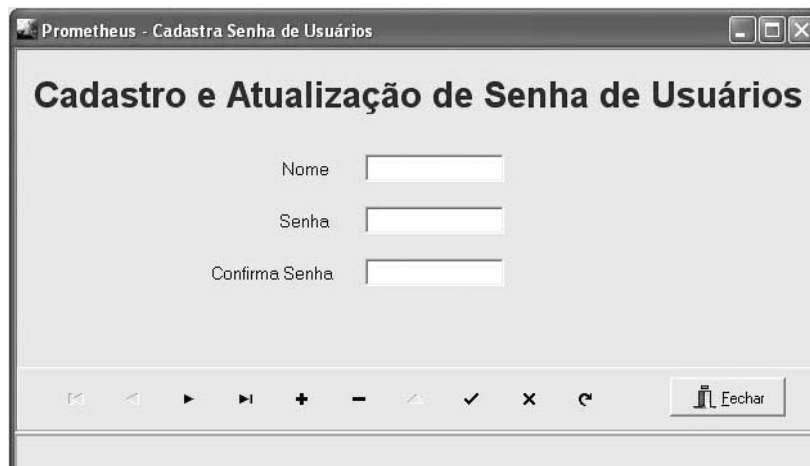 Prometheus - Cadastra Senha de Usuários
Cadastro e Atualização de Senha de Usuários
Nome
Senha
Confirma Senha
Fechar